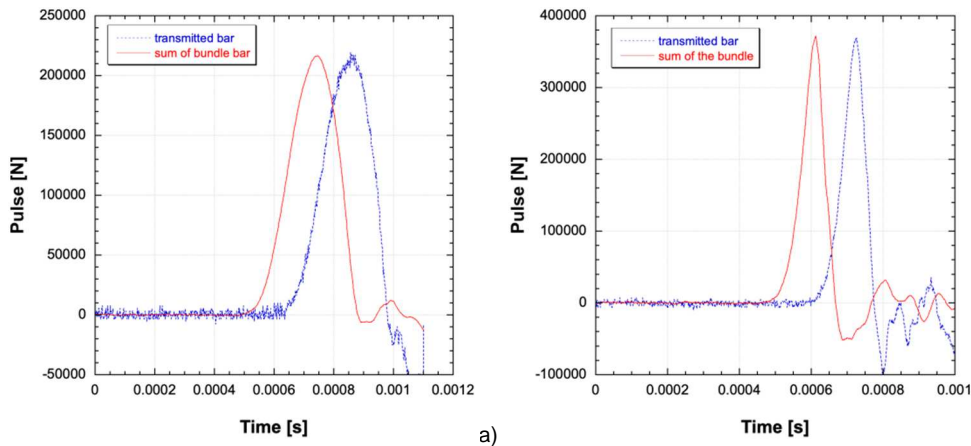 250000
200000
150000
100000
50000
0
-50000
Pulse [N]
transmitted bar
sum of bundle bar
0 0.0002 0.0004 0.0006 0.0008 0.001 0.0012
Time [s]
a)
400000
300000
200000
100000
0
-100000
Pulse [N]
transmitted bar
sum of the bundle
0 0.0002 0.0004 0.0006 0.0008 0.001
Time [s]